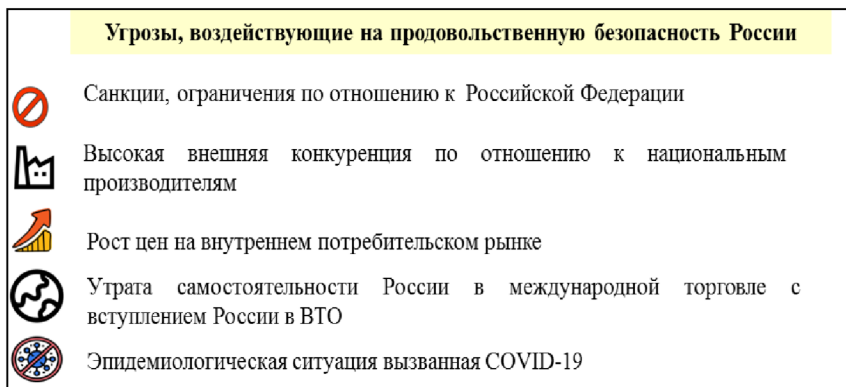 Угрозы, воздействующие на продовольственную безопасность России
Санкции, ограничения по отношению к Российской Федерации
Высокая внешняя конкуренция по отношению к национальным
производителям
Рост цен на внутреннем потребительском рынке
Утрата самостоятельности России в международной торговле с
вступлением России в ВТО
Эпидемиологическая ситуация вызванная COVID-19